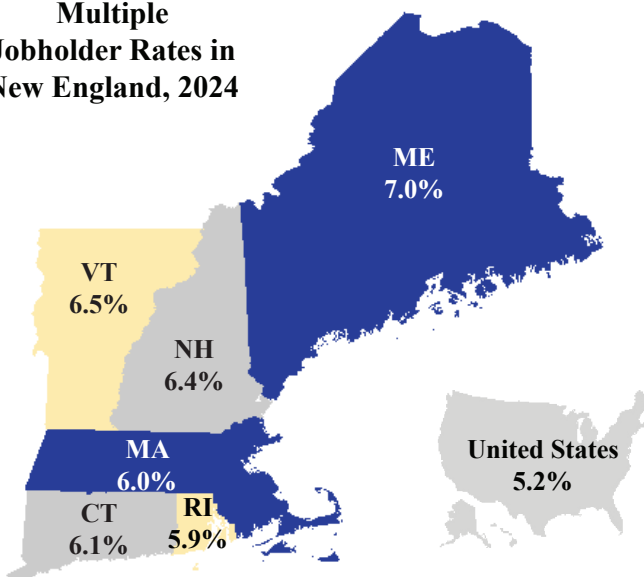 Multiple
Jobholder Rates in
New England, 2024
ME
7.0%
VT
6.5%
NH
6.4%
MA
6.0%
United States
5.2%
CT
6.1%
RI
5.9%